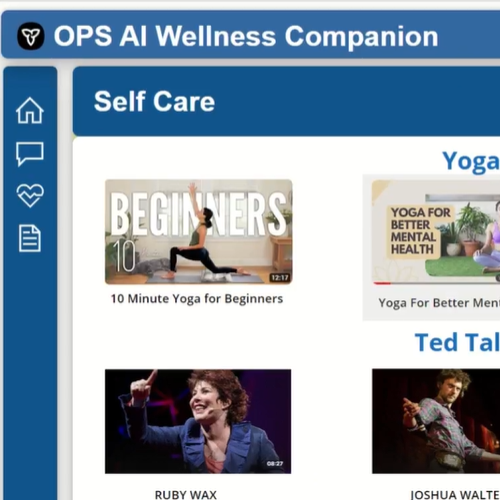 OPS AI Wellness Companion
Self Care
Yoga
BEGINNERS
10
12:17
10 Minute Yoga for Beginners
YOGA FOR
BETTER
MENTAL
HEALTH
Yoga For Better Ment
Ted Tal
08:27
RUBY WAX
JOSHUA WALTE